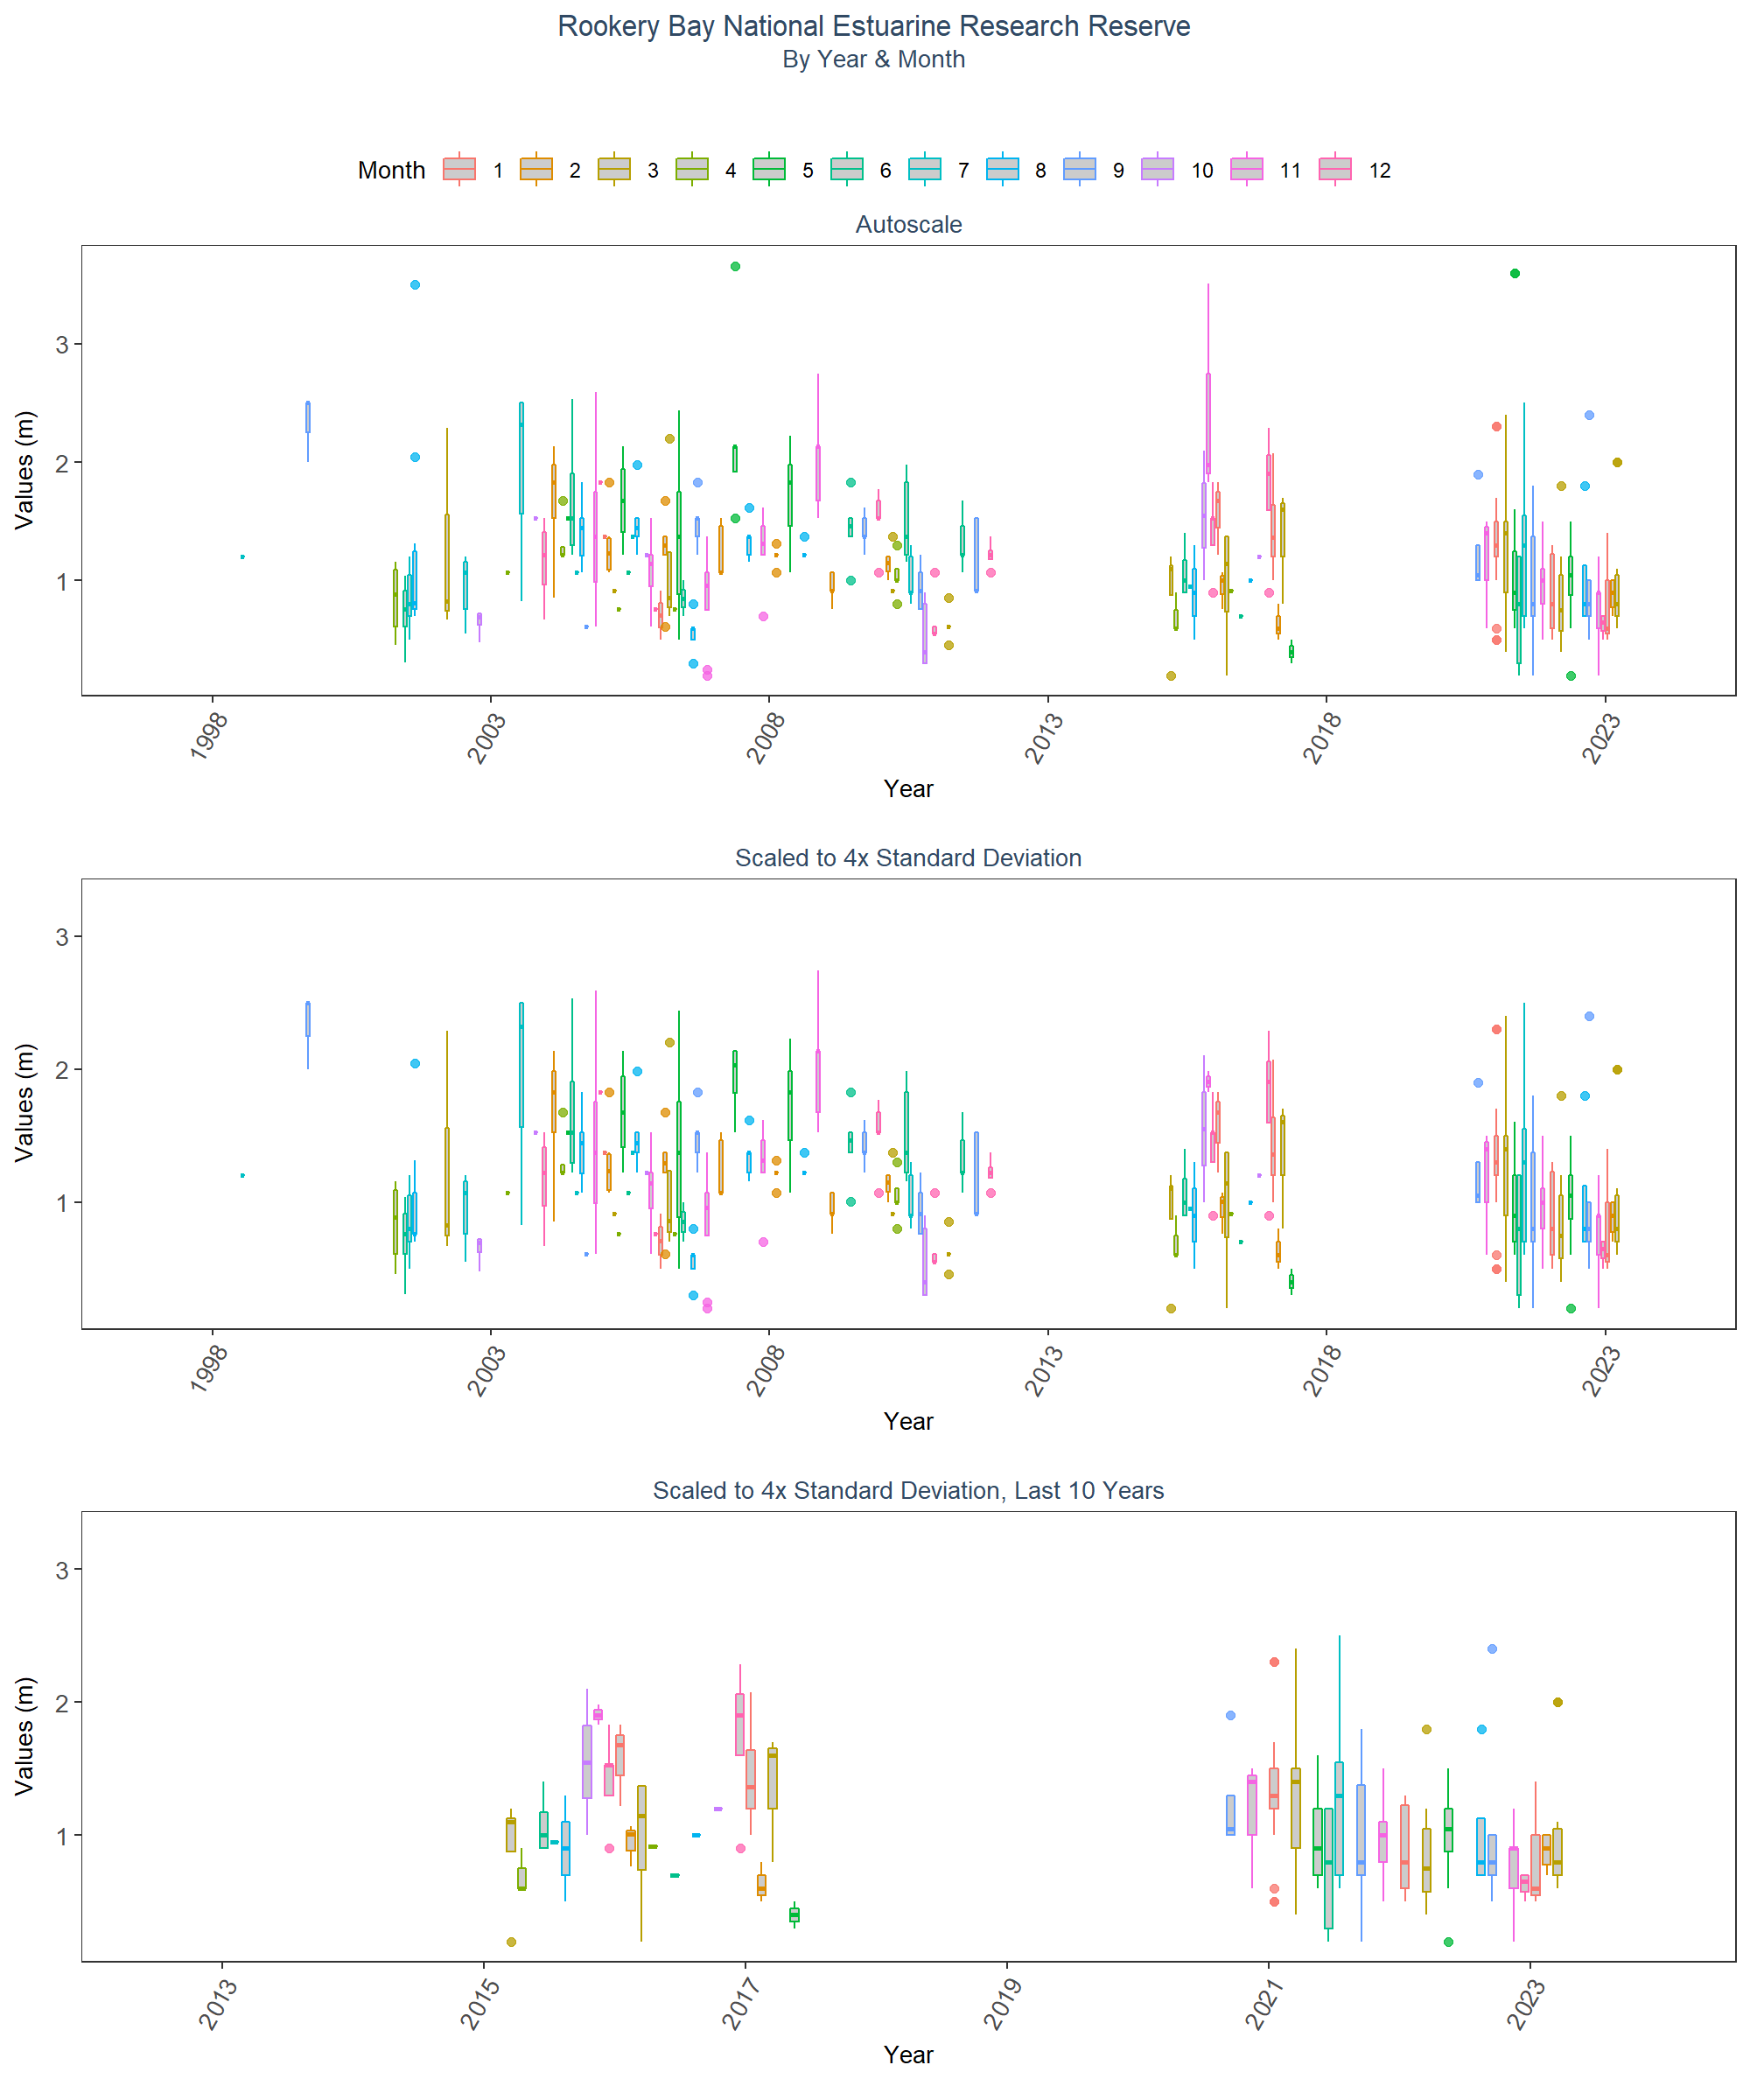 Rookery Bay National Estuarine Research Reserve
By Year & Month
Month 1 2 3 4 5 6 7 8 9 10 11 12
Autoscale
Values (m)
3
2
1
1998 2003 2008 2013 2018 2023
Year
Scaled to 4x Standard Deviation
Values (m)
3
2
1
1998 2003 2008 2013 2018 2023
Year
Scaled to 4x Standard Deviation, Last 10 Years
Values (m)
3
2
1
2013 2015 2017 2019 2021 2023
Year